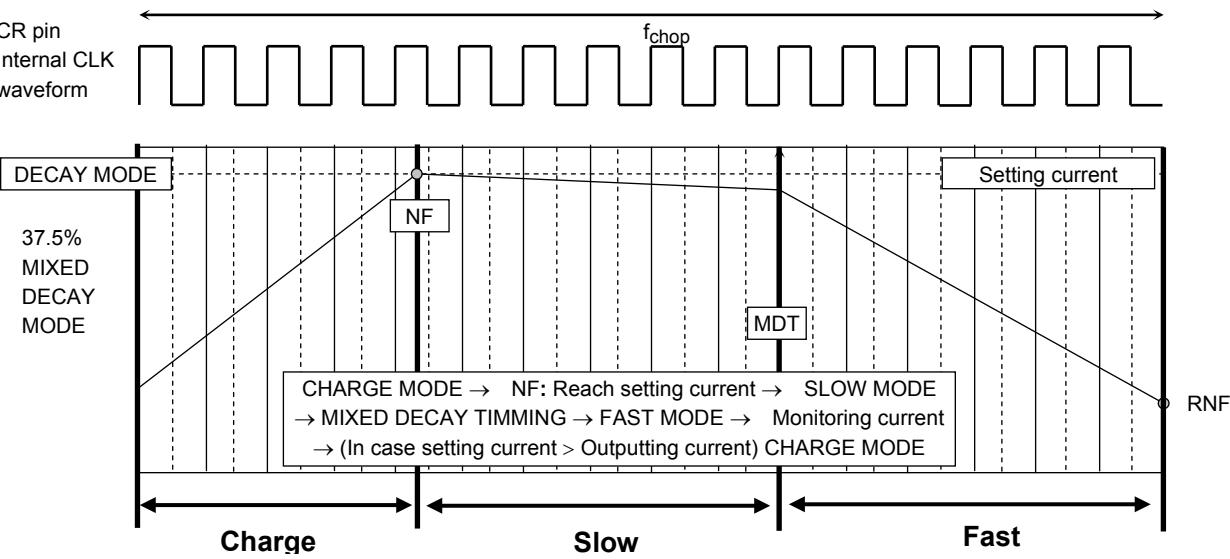 CR pin
Internal CLK
waveform
fchop
DECAY MODE
Setting current
NF
37.5%
MIXED
DECAY
MODE
MDT
CHARGE MODE → NF: Reach setting current → SLOW MODE
→ MIXED DECAY TIMMING → FAST MODE → Monitoring current
→ (In case setting current > Outputting current) CHARGE MODE
RNF
Charge
Slow
Fast